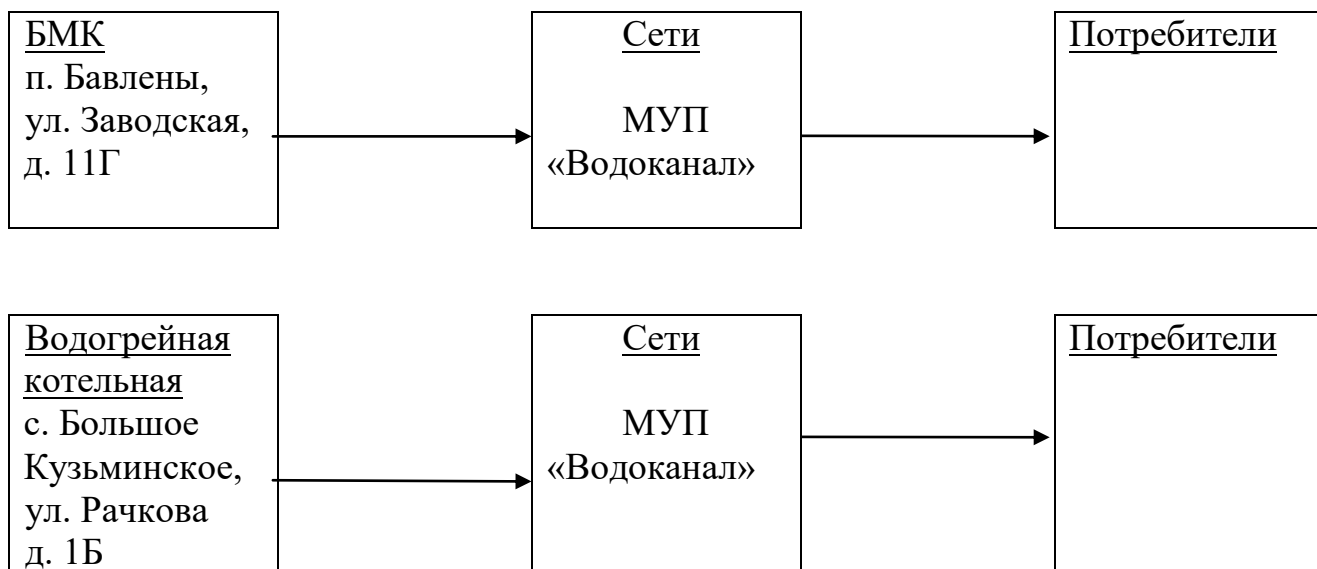 БМК
п. Бавлены,
ул. Заводская,
д. 11Г
Сети
МУП
«Водоканал»
Потребители
Водогрейная
котельная
с. Большое
Кузьминское,
ул. Рачкова
д. 1Б
Сети
МУП
«Водоканал»
Потребители